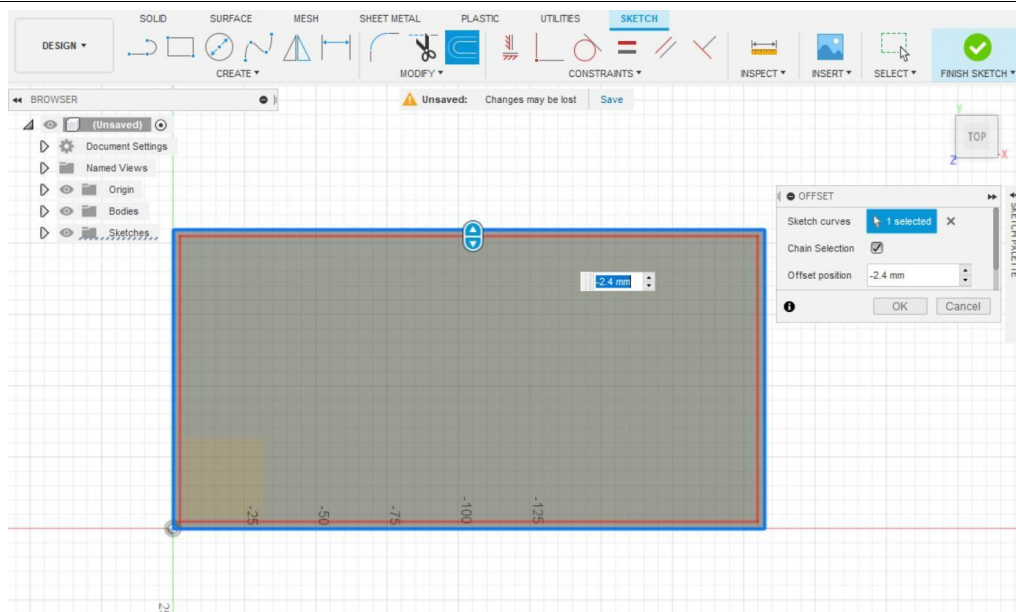 SOLID SURFACE MESH SHEET METAL PLASTIC UTILITIES SKETCH
DESIGN ▾
CREATE ▾ MODIFY ▾ CONSTRAINTS ▾ INSPECT ▾ INSERT ▾ SELECT ▾ FINISH SKETCH ▾
BROWSER
Unsaved: Changes may be lost Save
(Unsaved)
Document Settings
Named Views
Origin
Bodies
Sketches
Y
TOP
Z
X
SKETCH PALETTE
OFFSET
Sketch curves 1 selected
Chain Selection
Offset position -2.4 mm
OK Cancel
-2.4 mm
-25
-50
-75
-100
-125
25